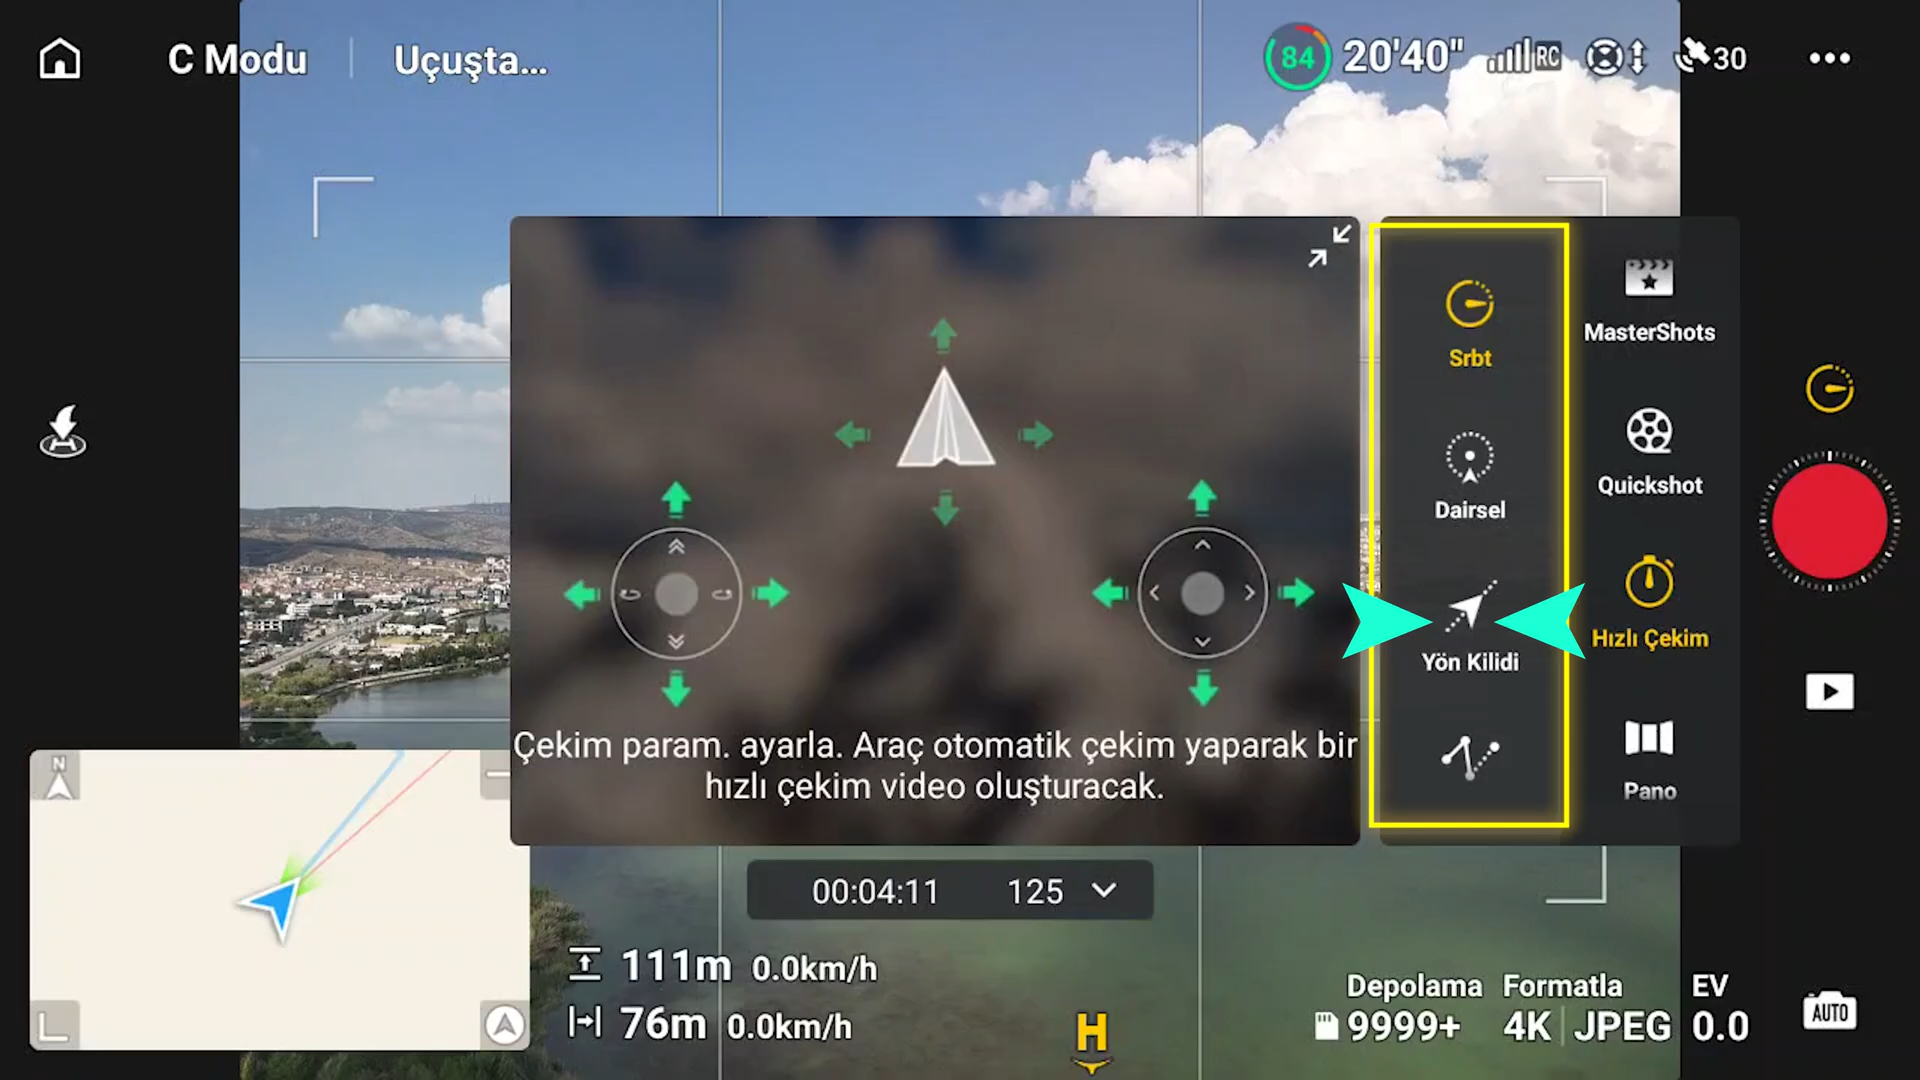 C Modu
Uçuşta...
84
20'40"
RC
30
Srbt
MasterShots
Dairsel
Quickshot
Yön Kilidi
Hızlı Çekim
Pano
Çekim param. ayarla. Araç otomatik çekim yaparak bir
hızlı çekim video oluşturacak.
N
00:04:11
125
111m 0.0km/h
76m 0.0km/h
H
Depolama
Formatla
EV
9999+
4K
JPEG
0.0
AUTO